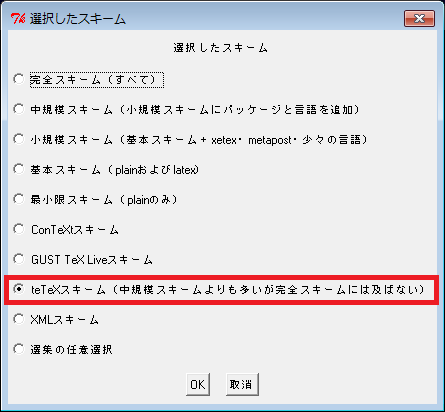 選択したスキーム
選択したスキーム
完全スキーム（すべて）
中規模スキーム（小規模スキームにパッケージと言語を追加）
小規模スキーム（基本スキーム + xetex・metapost・少々の言語）
基本スキーム（plainおよびlatex）
最小限スキーム（plainのみ）
ConTeXtスキーム
GUST TeX Liveスキーム
teTeXスキーム（中規模スキームよりも多いが完全スキームには及ばない）
XMLスキーム
選集の任意選択
OK 取消